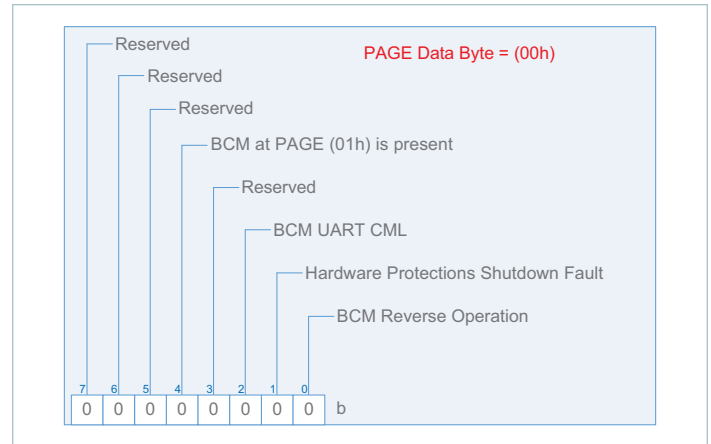 Reserved
PAGE Data Byte = (00h)
Reserved
Reserved
BCM at PAGE (01h) is present
Reserved
BCM UART CML
Hardware Protections Shutdown Fault
BCM Reverse Operation
7 6 5 4 3 2 1 0
0 0 0 0 0 0 0 0 b